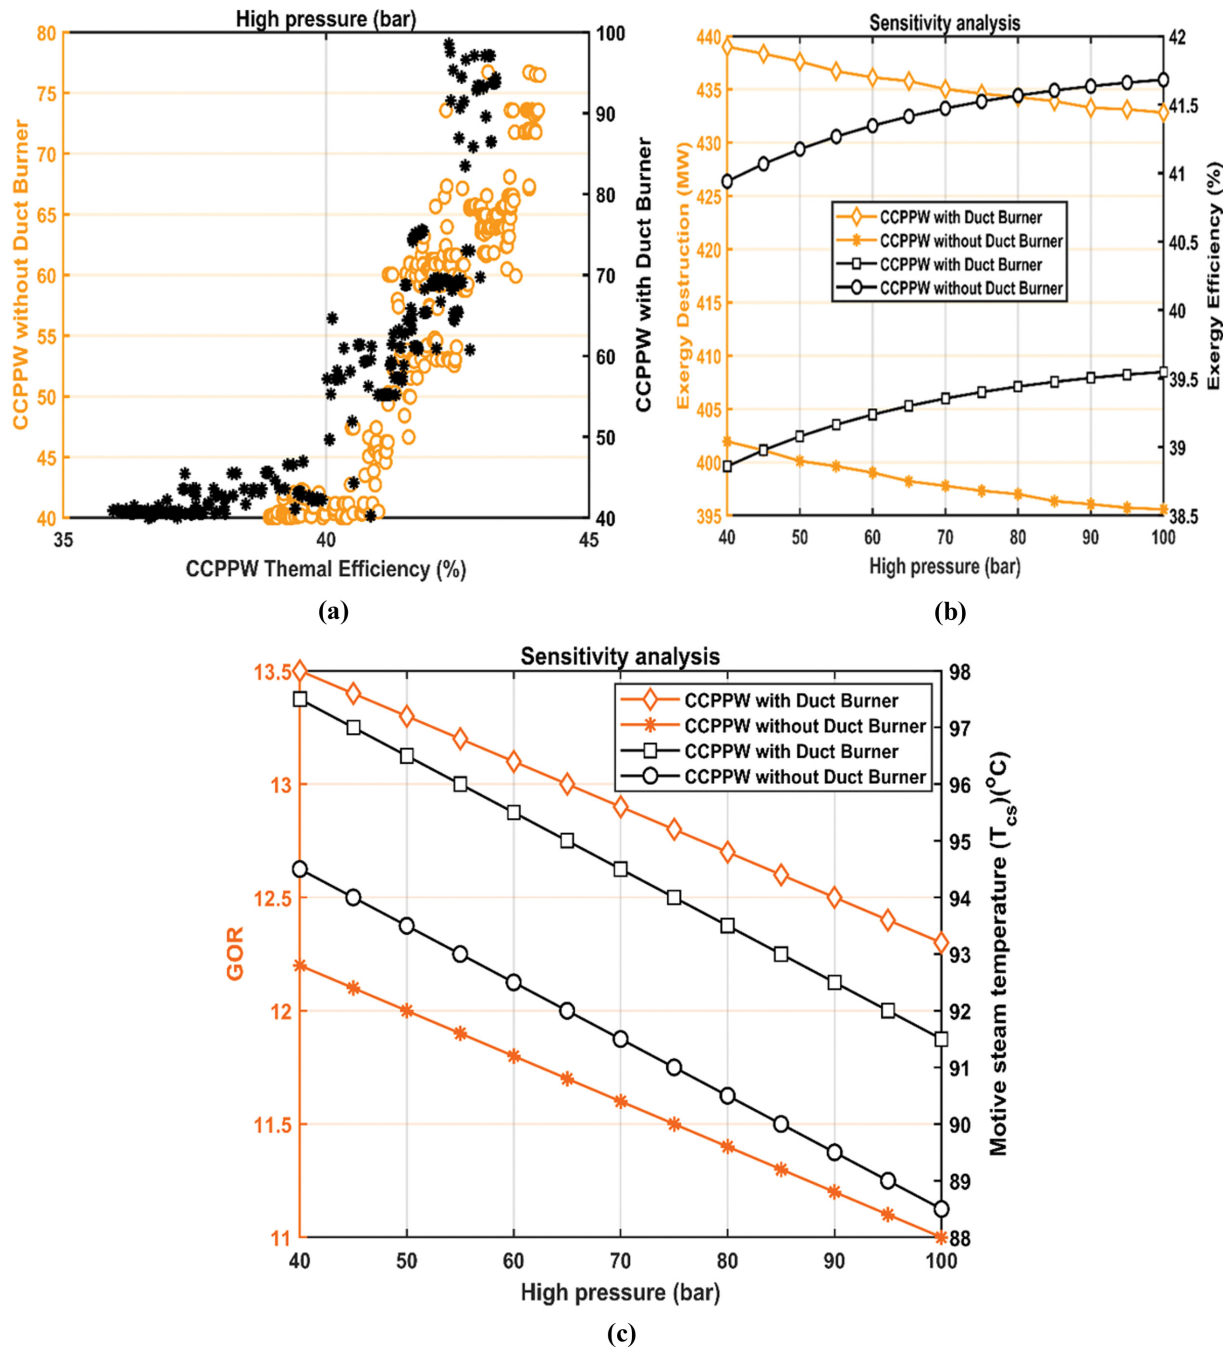 High pressure (bar)
80
75
70
65
60
55
50
45
40
CCPPW without Duct Burner
100
90
80
70
60
50
40
CCPPW with Duct Burner
35
40
45
CCPPW Themal Efficiency (%)
(a)
Sensitivity analysis
440
435
430
425
420
415
410
405
400
395
Exergy Destruction (MW)
CCPPW with Duct Burner
CCPPW without Duct Burner
CCPPW with Duct Burner
CCPPW without Duct Burner
42
41.5
41
40.5
40
39.5
39
38.5
Exergy Efficiency (%)
40
50
60
70
80
90
100
High pressure (bar)
(b)
Sensitivity analysis
13.5
13
12.5
12
11.5
11
GOR
CCPPW with Duct Burner
CCPPW without Duct Burner
CCPPW with Duct Burner
CCPPW without Duct Burner
98
97
96
95
94
93
92
91
90
89
88
Motive steam temperature (Tcs)(°C)
40
50
60
70
80
90
100
High pressure (bar)
(c)